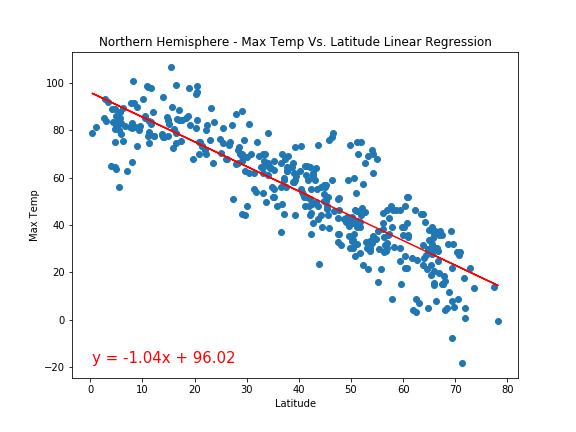 Northern Hemisphere - Max Temp Vs. Latitude Linear Regression
100
80
60
40
20
0
−20
Max Temp
y = -1.04x + 96.02
0 10 20 30 40 50 60 70 80
Latitude